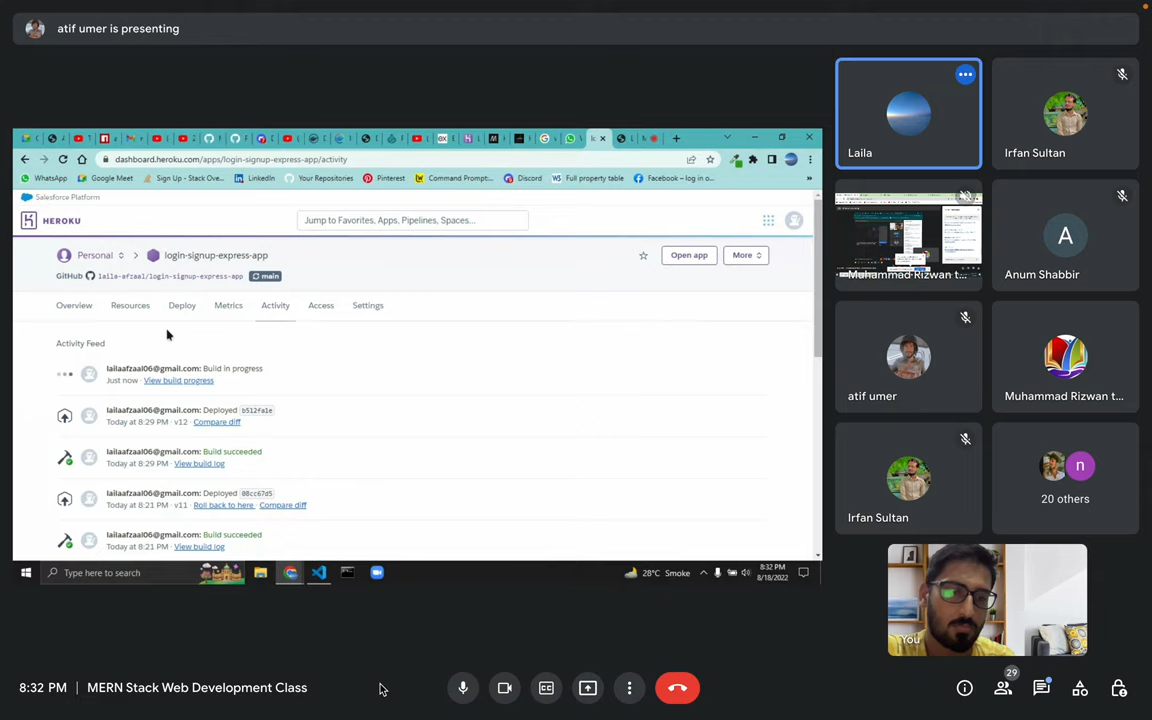 atif umer is presenting
dashboard.heroku.com/apps/login-signup-express-app/activity
WhatsApp
Google Meet
Sign Up - Stack Ove...
LinkedIn
Your Repositories
Pinterest
Command Prompt:...
Discord
Full property table
Facebook – log in o...
Salesforce Platform
HEROKU
Jump to Favorites, Apps, Pipelines, Spaces...
Personal
login-signup-express-app
Open app
More
GitHub laila-afzaal/login-signup-express-app main
Overview
Resources
Deploy
Metrics
Activity
Access
Settings
Activity Feed
lailaafzaal06@gmail.com: Build in progress
Just now · View build progress
lailaafzaal06@gmail.com: Deployed b512fa1e
Today at 8:29 PM · v12 · Compare diff
lailaafzaal06@gmail.com: Build succeeded
Today at 8:29 PM · View build log
lailaafzaal06@gmail.com: Deployed 08cc67d5
Today at 8:21 PM · v11 · Roll back to here · Compare diff
lailaafzaal06@gmail.com: Build succeeded
Today at 8:21 PM · View build log
Type here to search
28°C Smoke
8:32 PM
8/18/2022
Laila
Irfan Sultan
Muhammad Rizwan t...
A
Anum Shabbir
atif umer
Muhammad Rizwan t...
Irfan Sultan
n
20 others
You
8:32 PM | MERN Stack Web Development Class
29